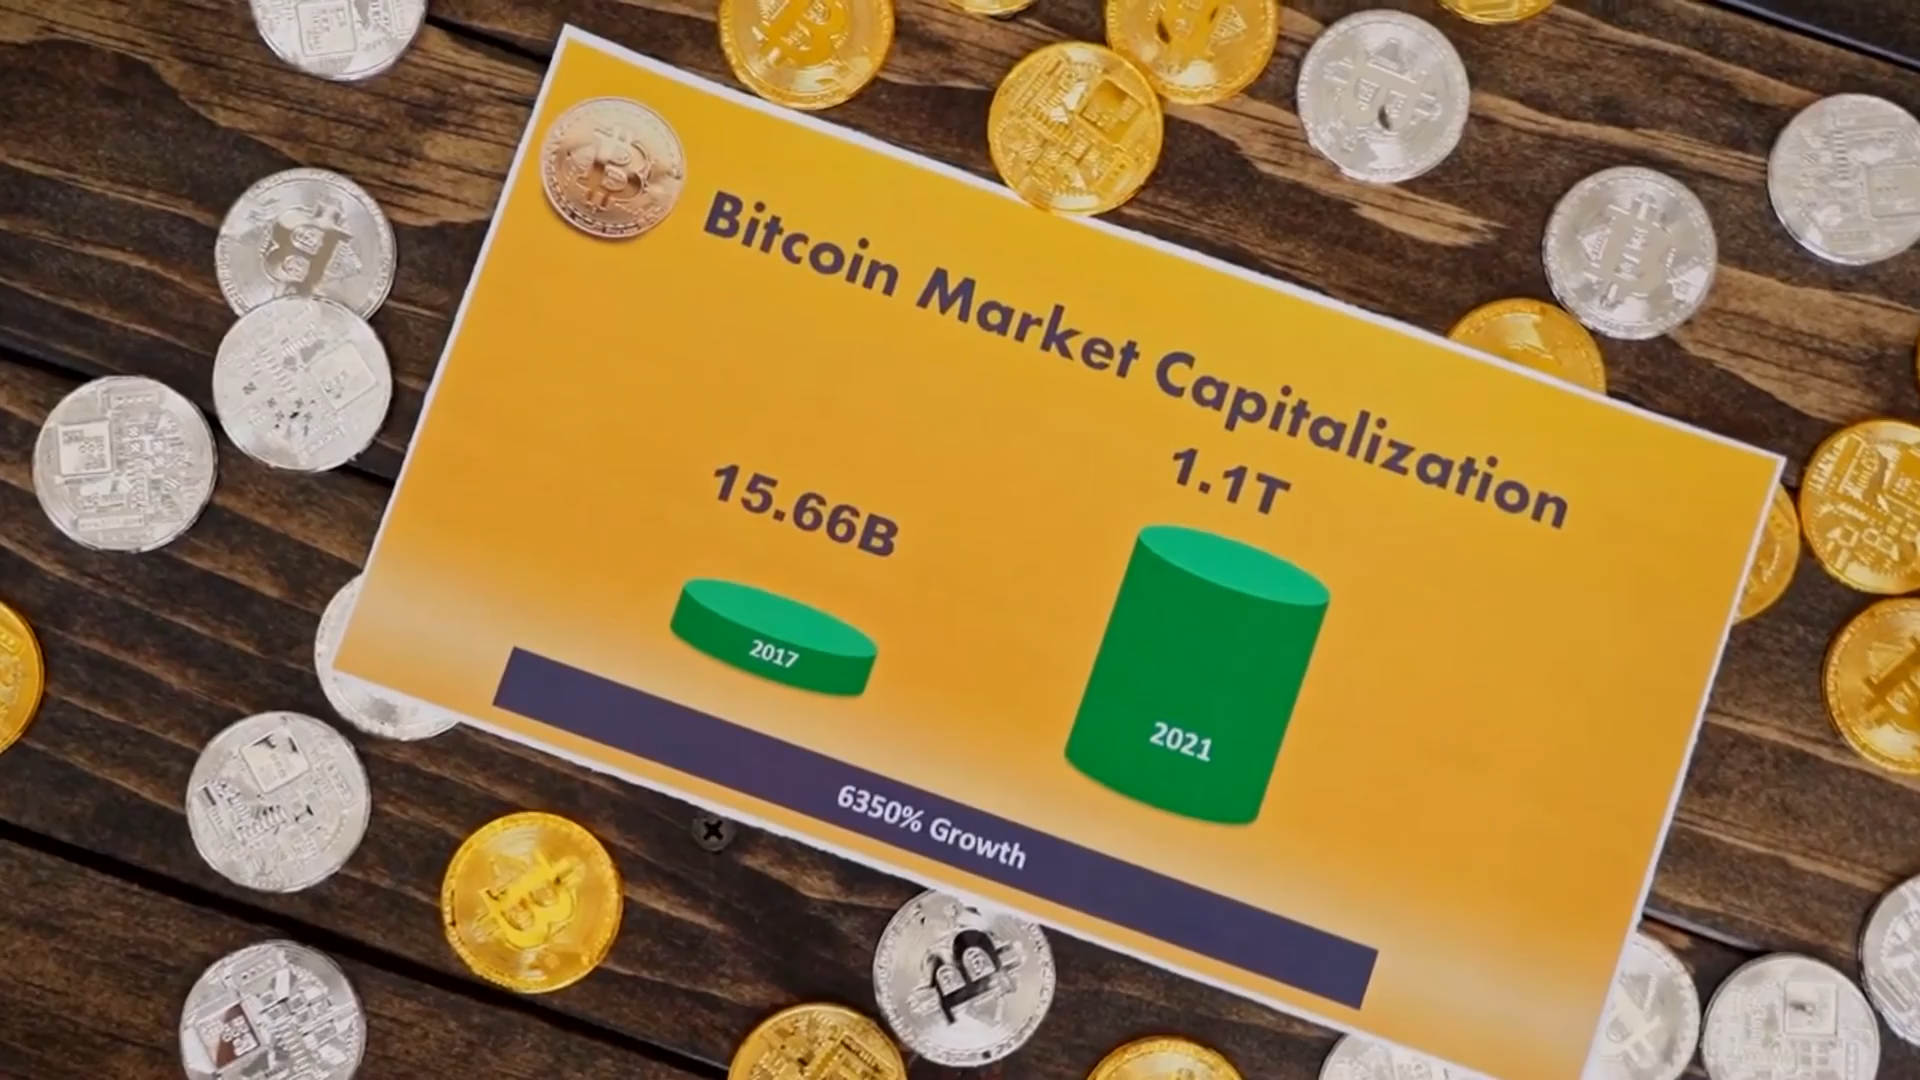 Bitcoin Market Capitalization
15.66B
1.1T
2017
2021
6350% Growth